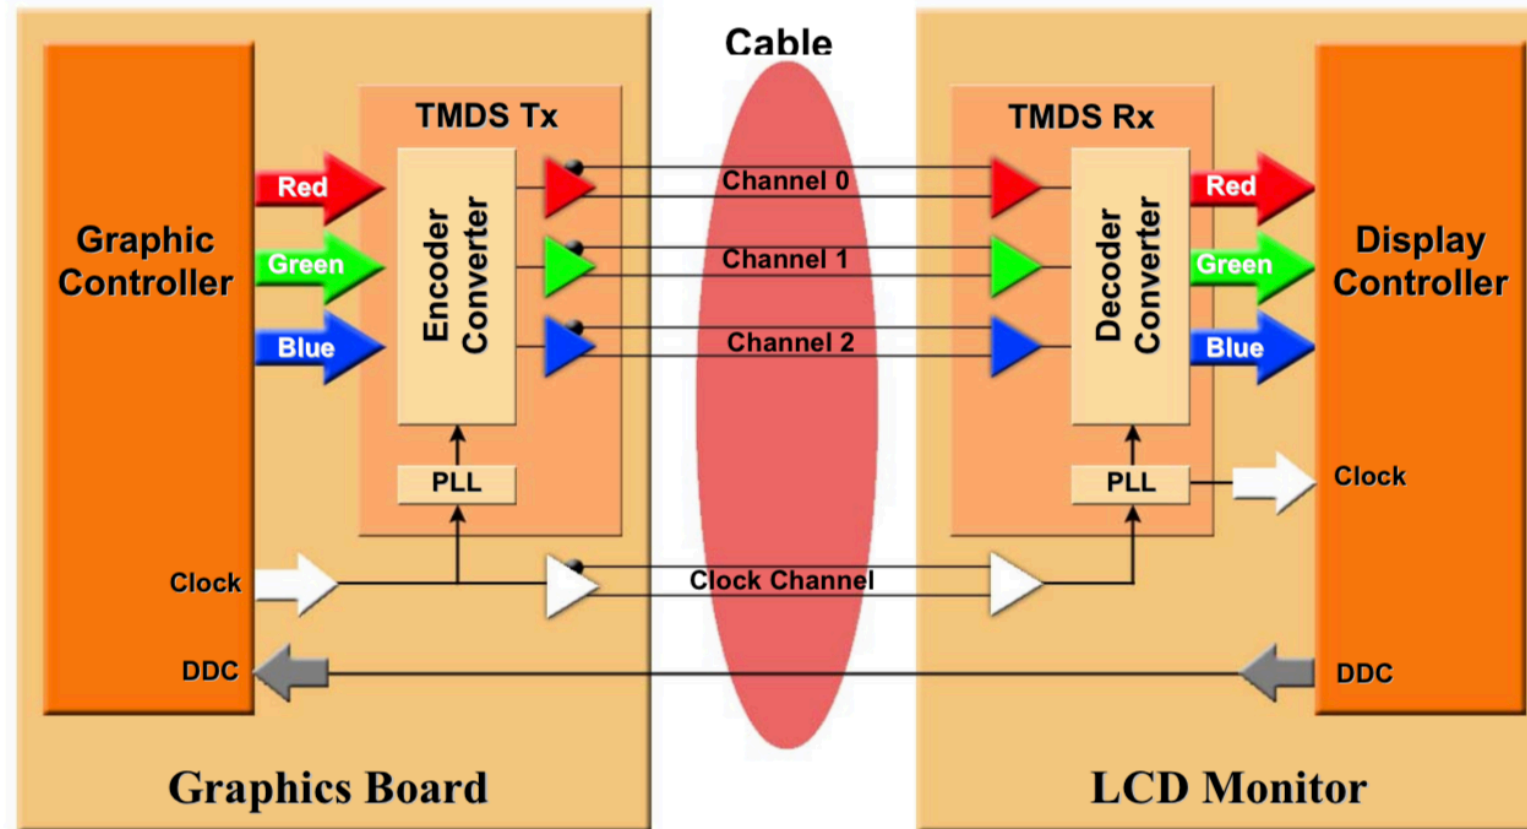 Cable
TMDS Tx
TMDS Rx
Graphic
Controller
Red
Green
Blue
Encoder
Converter
Channel 0
Channel 1
Channel 2
Decoder
Converter
Red
Green
Blue
Display
Controller
PLL
PLL
Clock
Clock
Clock Channel
DDC
DDC
Graphics Board
LCD Monitor